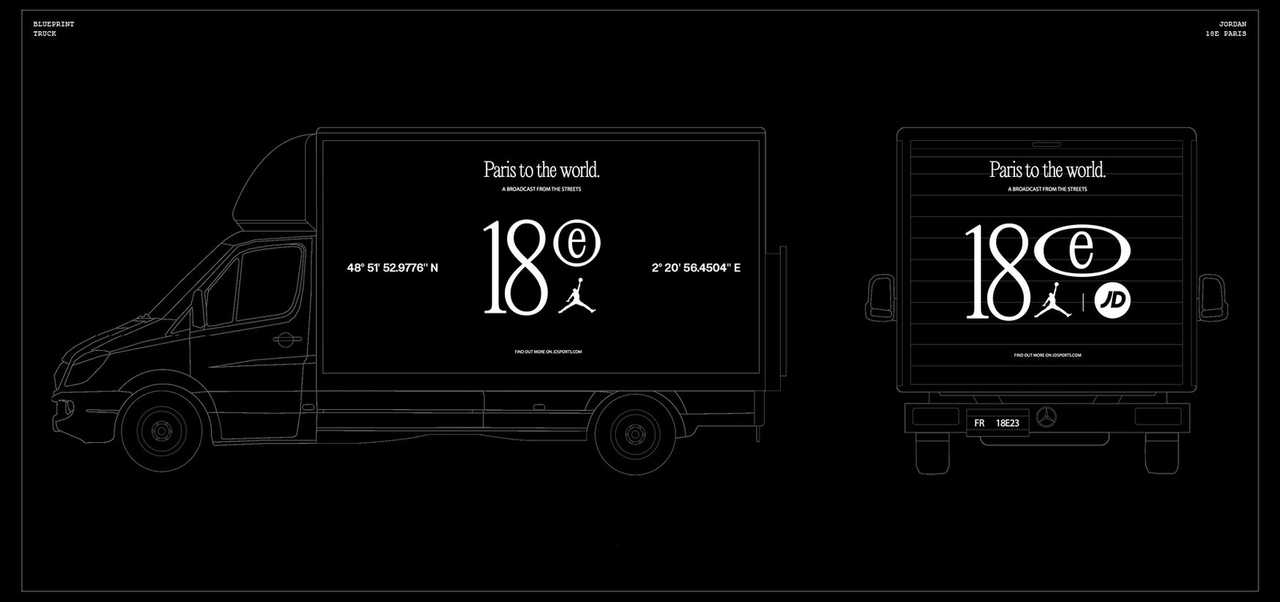 BLUEPRINT
TRUCK
JORDAN
18E PARIS
Paris to the world.
A BROADCAST FROM THE STREETS
18 e
48° 51' 52.9776" N
2° 20' 56.4504" E
FIND OUT MORE ON JDSPORTS.COM
Paris to the world.
A BROADCAST FROM THE STREETS
18 e
JD
FIND OUT MORE ON JDSPORTS.COM
FR 18E23